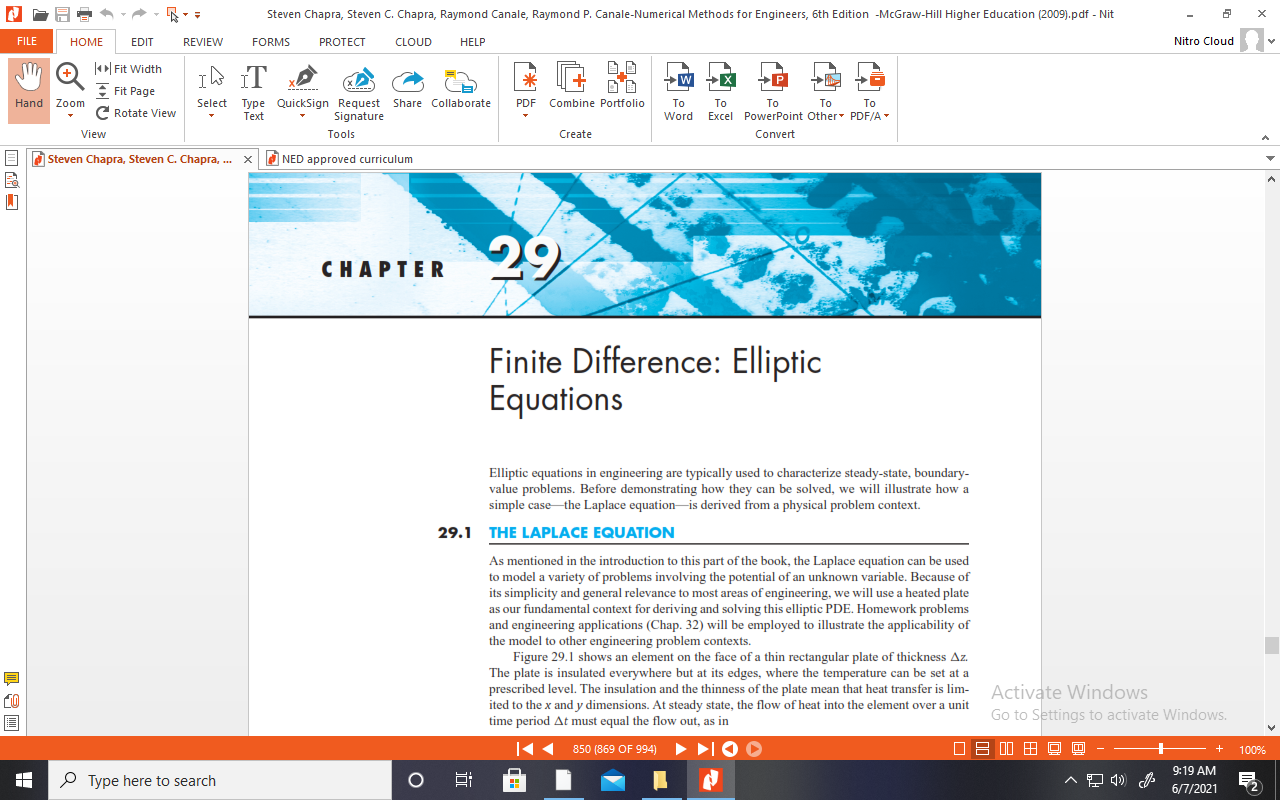 Steven Chapra, Steven C. Chapra, Raymond Canale, Raymond P. Canale-Numerical Methods for Engineers, 6th Edition -McGraw-Hill Higher Education (2009).pdf - Nit
FILE HOME EDIT REVIEW FORMS PROTECT CLOUD HELP
Nitro Cloud
Hand
Zoom
Fit Width
Fit Page
Rotate View
View
Select
Type Text
QuickSign
Request Signature
Share
Collaborate
Tools
PDF
Combine
Portfolio
Create
To Word
To Excel
To PowerPoint
To Other
To PDF/A
Convert
Steven Chapra, Steven C. Chapra, ...
NED approved curriculum
CHAPTER 29
Finite Difference: Elliptic
Equations
Elliptic equations in engineering are typically used to characterize steady-state, boundary-
value problems. Before demonstrating how they can be solved, we will illustrate how a
simple case—the Laplace equation—is derived from a physical problem context.
29.1 THE LAPLACE EQUATION
As mentioned in the introduction to this part of the book, the Laplace equation can be used
to model a variety of problems involving the potential of an unknown variable. Because of
its simplicity and general relevance to most areas of engineering, we will use a heated plate
as our fundamental context for deriving and solving this elliptic PDE. Homework problems
and engineering applications (Chap. 32) will be employed to illustrate the applicability of
the model to other engineering problem contexts.
Figure 29.1 shows an element on the face of a thin rectangular plate of thickness Δz.
The plate is insulated everywhere but at its edges, where the temperature can be set at a
prescribed level. The insulation and the thinness of the plate mean that heat transfer is lim-
ited to the x and y dimensions. At steady state, the flow of heat into the element over a unit
time period Δt must equal the flow out, as in
Activate Windows
Go to Settings to activate Windows.
850 (869 OF 994)
100%
Type here to search
9:19 AM
6/7/2021
2